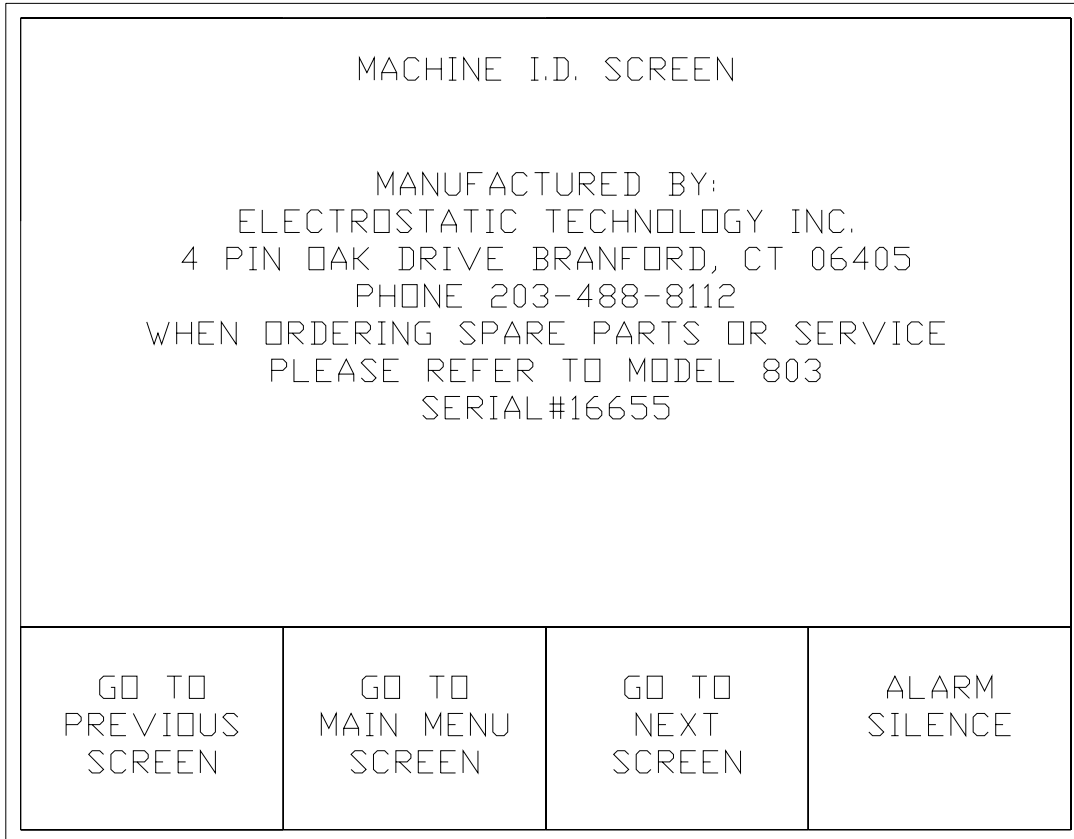 MACHINE I.D. SCREEN
MANUFACTURED BY:
ELECTROSTATIC TECHNOLOGY INC.
4 PIN OAK DRIVE BRANFORD, CT 06405
PHONE 203-488-8112
WHEN ORDERING SPARE PARTS OR SERVICE
PLEASE REFER TO MODEL 803
SERIAL#16655
GO TO
PREVIOUS
SCREEN
GO TO
MAIN MENU
SCREEN
GO TO
NEXT
SCREEN
ALARM
SILENCE